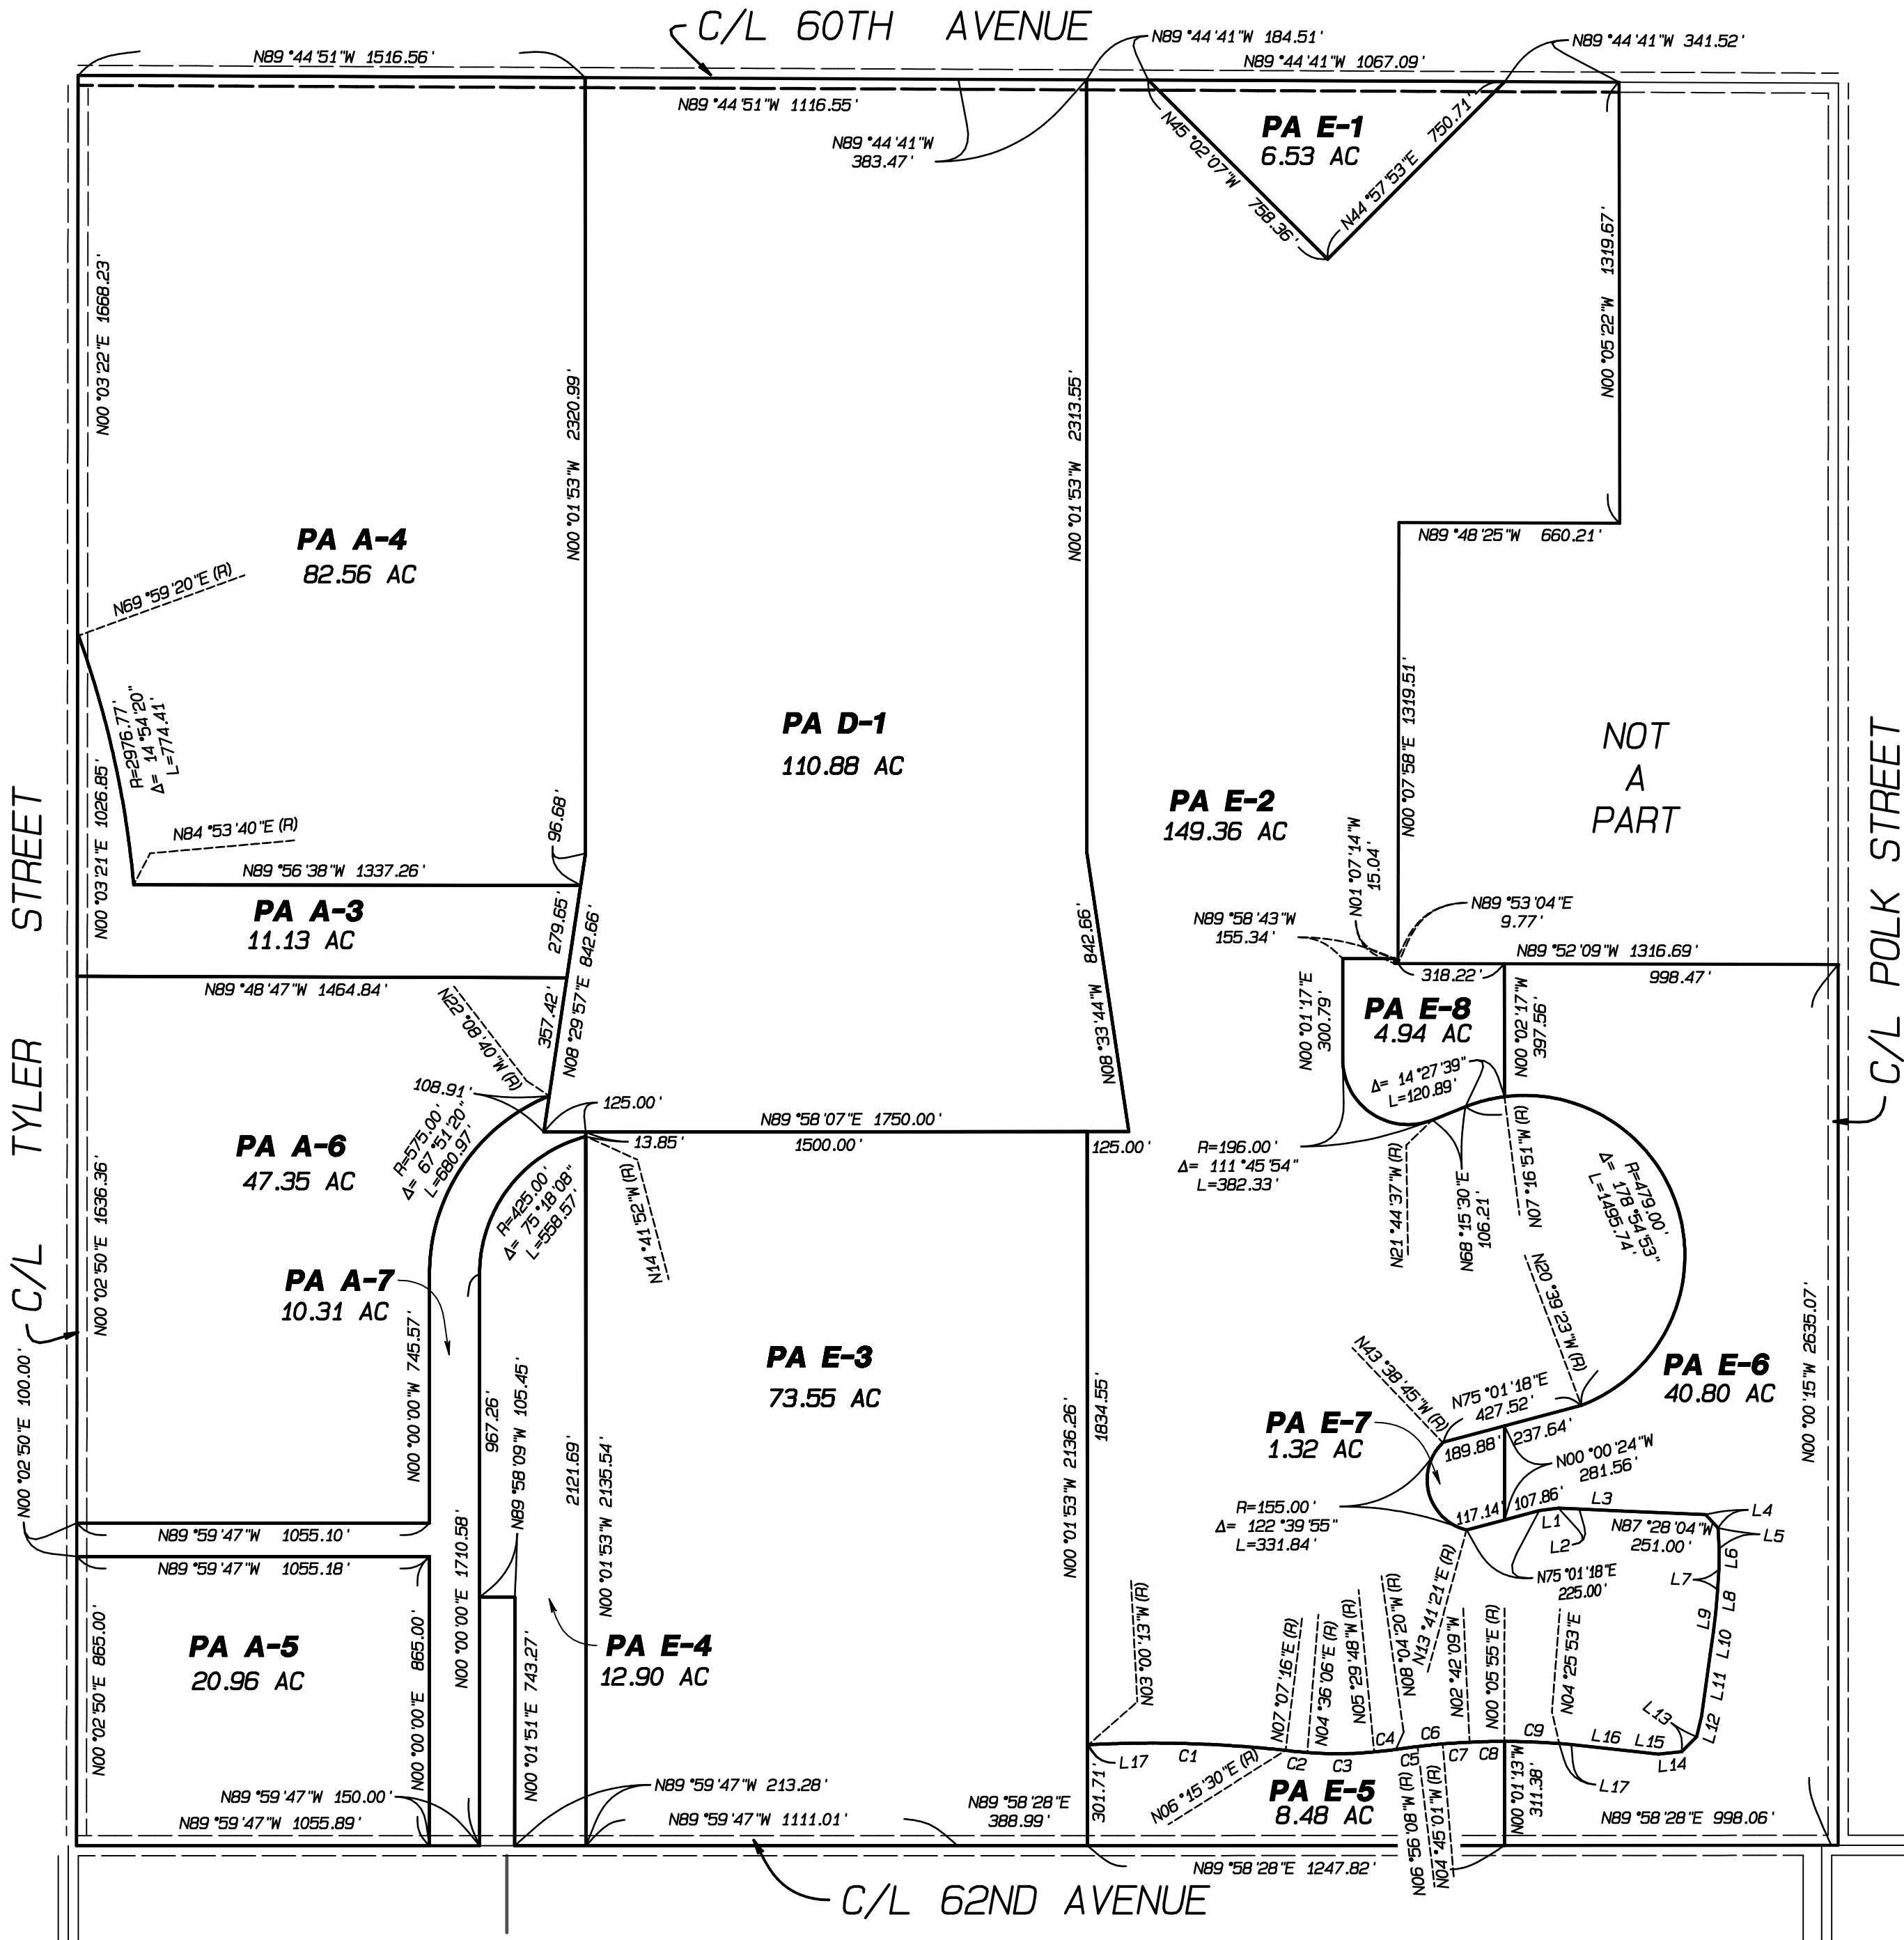 C/L 60TH AVENUE
N89°44'51"W 1516.56'
N89°44'41"W 184.51'
N89°44'41"W 341.52'
N89°44'41"W 1067.09'
N89°44'51"W 1116.55'
N89°44'41"W
383.47'
N45°02'07"W 758.36'
PA E-1
6.53 AC
N44°57'53"E 750.71'
N00°03'22"E 1668.23'
N00°01'53"W 2320.99'
N00°01'53"W 2313.55'
N00°05'22"W 1319.67'
N89°48'25"W 660.21'
PA A-4
82.56 AC
N69°59'20"E (R)
R=2976.77'
Δ= 14°54'20"
L=774.41'
N00°03'21"E 1026.85'
N84°53'40"E (R)
N89°56'38"W 1337.26'
96.68'
PA D-1
110.88 AC
PA E-2
149.36 AC
N00°07'58"E 1319.51'
NOT
A
PART
C/L TYLER STREET
C/L POLK STREET
PA A-3
11.13 AC
279.65'
N08°29'57"E 842.66'
N08°33'44"W 842.66'
N01°07'14"W
15.04'
N89°58'43"W
155.34'
N89°53'04"E
9.77'
N89°52'09"W 1316.69'
318.22'
998.47'
N89°48'47"W 1464.84'
357.42'
N22°08'40"W (R)
N00°01'17"E
300.79'
PA E-8
4.94 AC
N00°02'17"W
397.56'
Δ= 14°27'39"
L=120.89'
108.91'
125.00'
N89°58'07"E 1750.00'
13.85'
1500.00'
125.00'
R=196.00'
Δ= 111°45'54"
L=382.33'
PA A-6
47.35 AC
R=575.00'
Δ= 67°51'20"
L=680.97'
R=425.00'
Δ= 75°18'08"
L=558.57'
N14°41'52"W (R)
N21°44'37"W (R)
N68°15'30"E
106.21'
N07°16'51"W (R)
R=479.00'
Δ= 178°54'53"
L=1495.74'
N00°02'50"E 1636.36'
PA A-7
10.31 AC
N20°39'23"W (R)
N00°00'15"W 2635.07'
N00°00'00"W 745.57'
N00°02'50"E 100.00'
967.26'
N89°58'09"W 105.45'
2121.69'
N00°01'53"W 2135.54'
PA E-3
73.55 AC
N00°01'53"W 2136.26'
1834.55'
N43°38'45"W (R)
N75°01'18"E
427.52'
PA E-6
40.80 AC
PA E-7
1.32 AC
189.88'
237.64'
N00°00'24"W
281.56'
N89°59'47"W 1055.10'
N89°59'47"W 1055.18'
R=155.00'
Δ= 122°39'55"
L=331.84'
117.14'
107.86'
L1
L2
L3
L4
L5
N87°28'04"W
251.00'
L6
L7
L8
L9
L10
L11
L12
L13
N75°01'18"E
225.00'
N00°00'00"E 1710.58'
N00°02'50"E 865.00'
PA A-5
20.96 AC
N00°00'00"E 865.00'
PA E-4
12.90 AC
N00°01'51"E 743.27'
N03°00'13"W (R)
N07°07'16"E (R)
N04°36'06"E (R)
N05°29'48"W (R)
N08°04'20"W (R)
N13°41'21"E (R)
N02°42'09"W
N00°05'55"E (R)
N04°25'53"E
L17
C1
C2
C3
C4
C5
C6
C7
C8
C9
L16
L15
L14
L17
N06°15'30"E (R)
PA E-5
8.48 AC
301.71'
N06°56'08"W (R)
N04°45'01"W (R)
N00°01'13"W
311.38'
N89°59'47"W 150.00'
N89°59'47"W 1055.89'
N89°59'47"W 213.28'
N89°59'47"W 1111.01'
N89°58'28"E
388.99'
N89°58'28"E 998.06'
N89°58'28"E 1247.82'
C/L 62ND AVENUE